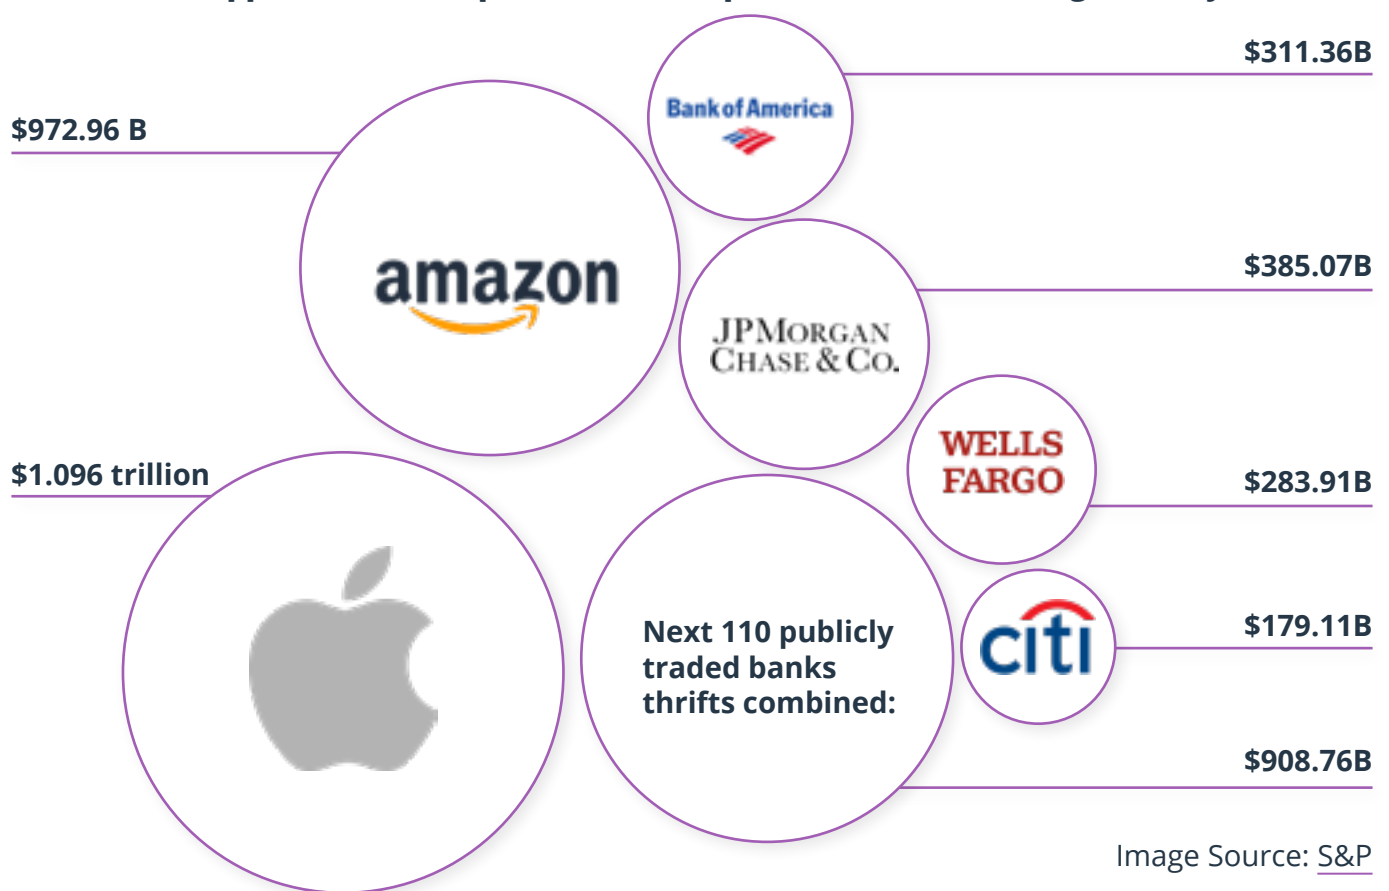 $311.36B
Bank of America
$972.96 B
amazon
$385.07B
JPMORGAN
CHASE & CO.
WELLS
FARGO
$1.096 trillion
$283.91B
citi
$179.11B
Next 110 publicly
traded banks
thrifts combined:
$908.76B
Image Source: S&P